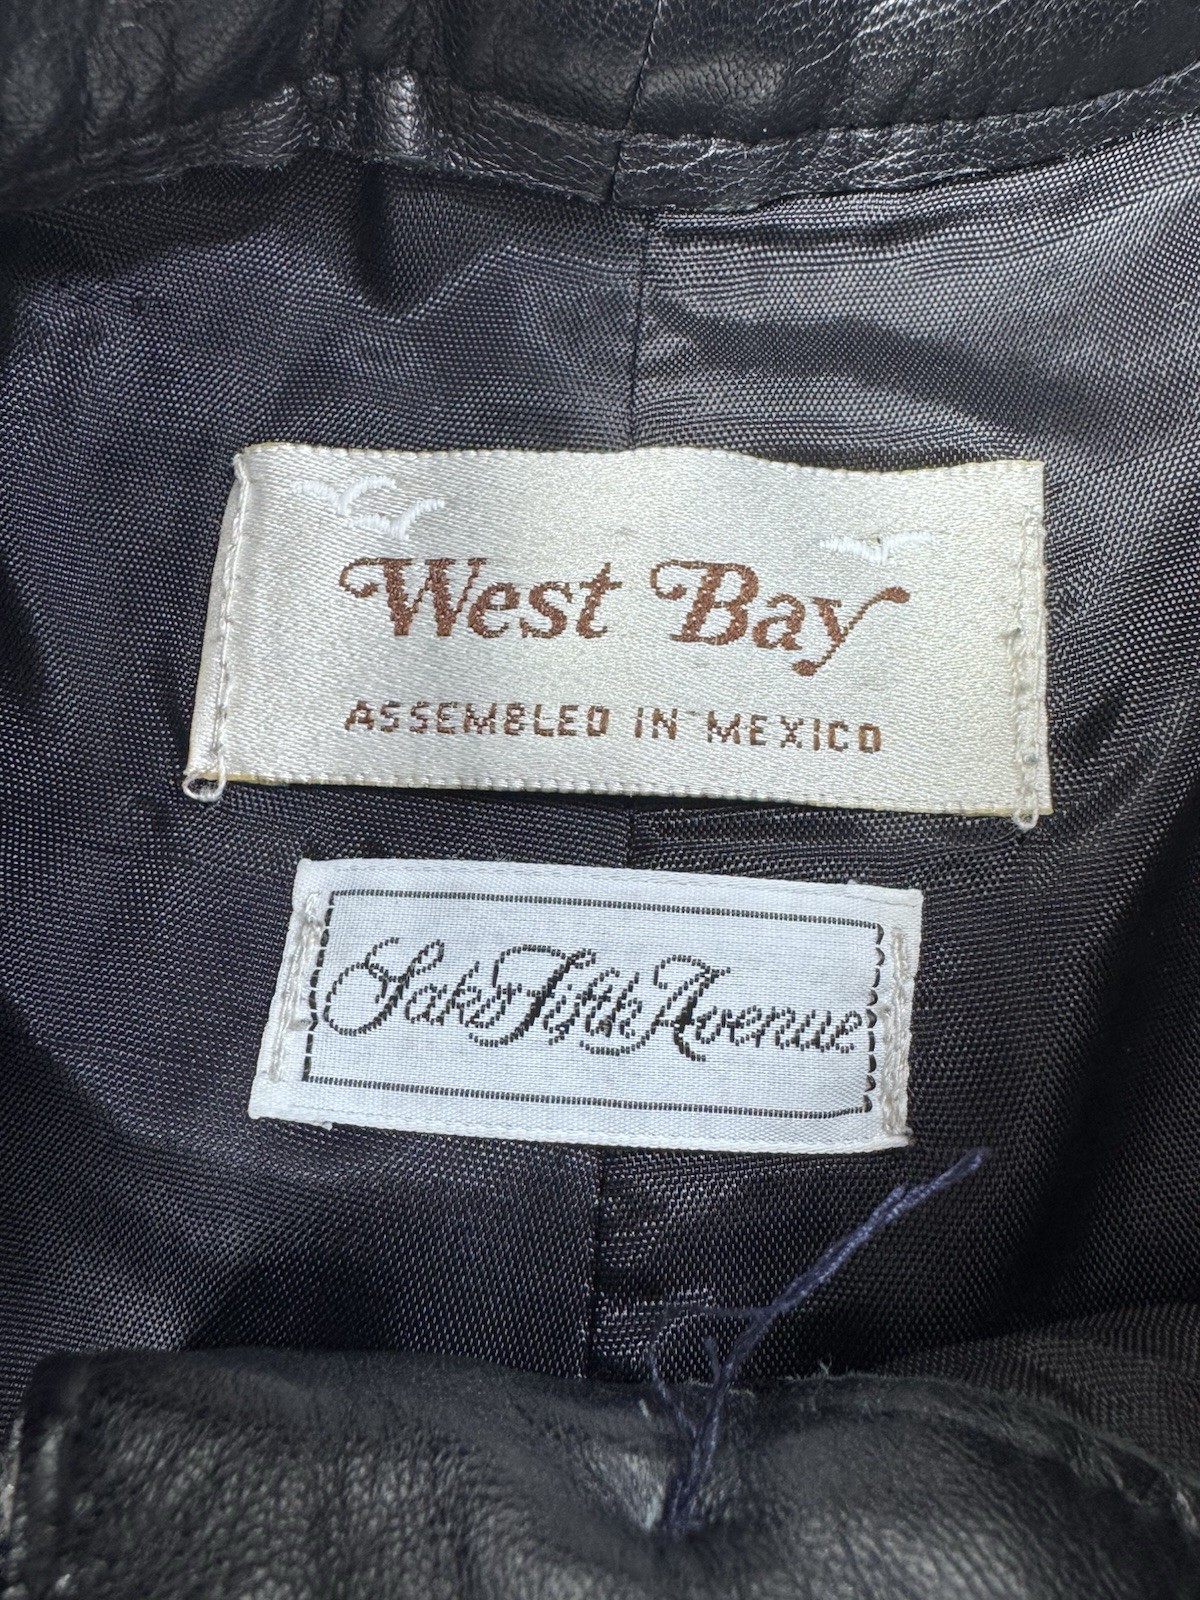 West Bay
ASSEMBLED IN MEXICO
Saks Fifth Avenue